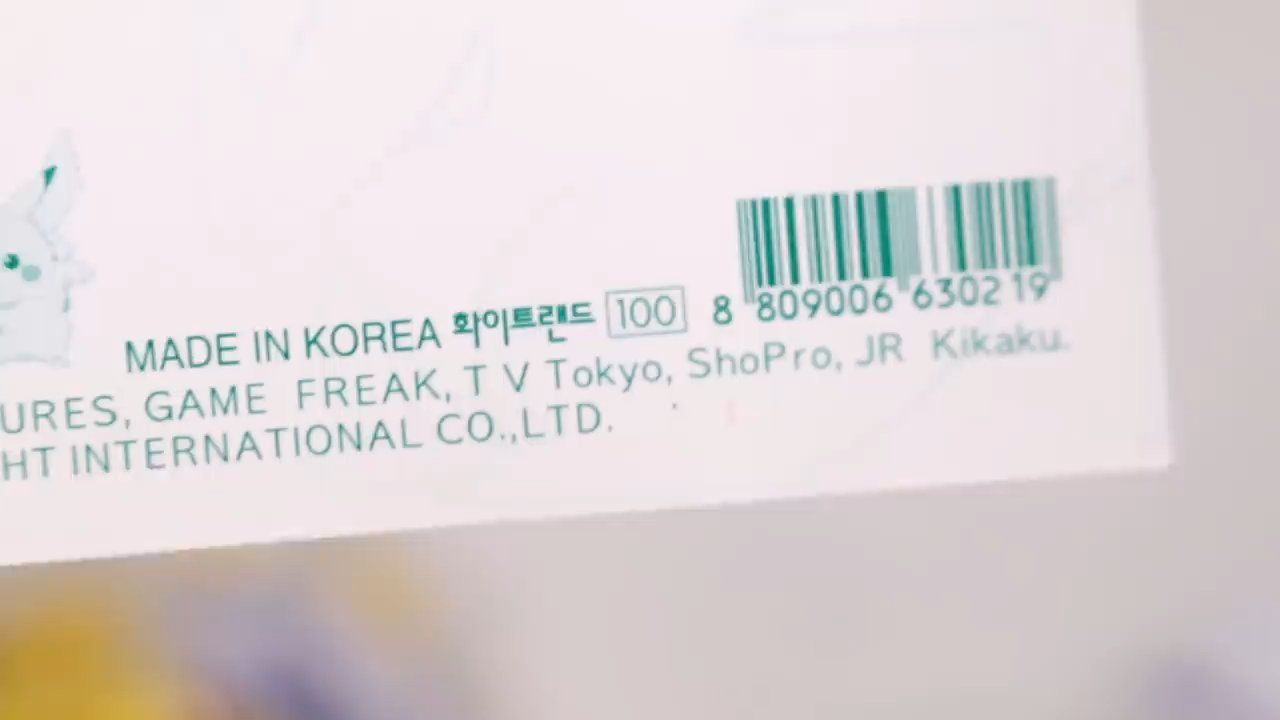 MADE IN KOREA 화이트랜드 100 8 809006 630219
URES, GAME FREAK, T V Tokyo, ShoPro, JR Kikaku.
HT INTERNATIONAL CO.,LTD.